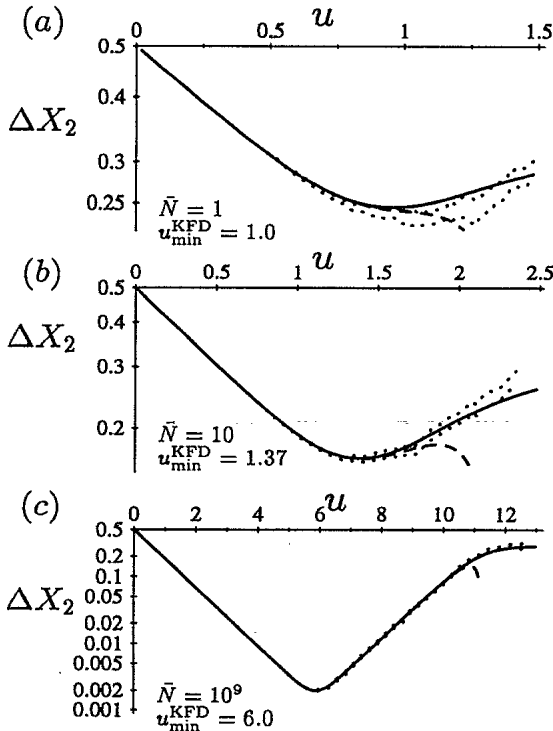 (a)
u
0 0.5 1 1.5
0.5
0.4
ΔX₂
0.3
0.25
N̄ = 1
u_min^KFD = 1.0
(b)
u
0 0.5 1 1.5 2 2.5
0.5
0.4
ΔX₂
0.3
0.2
N̄ = 10
u_min^KFD = 1.37
(c)
u
0 2 4 6 8 10 12
0.5
0.2
0.1
ΔX₂
0.05
0.02
0.01
0.005
0.002
0.001
N̄ = 10⁹
u_min^KFD = 6.0